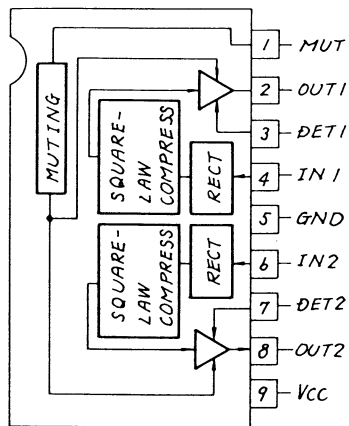 1 MUT
2 OUT1
3 DET1
4 IN1
5 GND
6 IN2
7 DET2
8 OUT2
9 VCC
MUTING
SQUARE-
LAW
COMPRESS
RECT
SQUARE-
LAW
COMPRESS
RECT